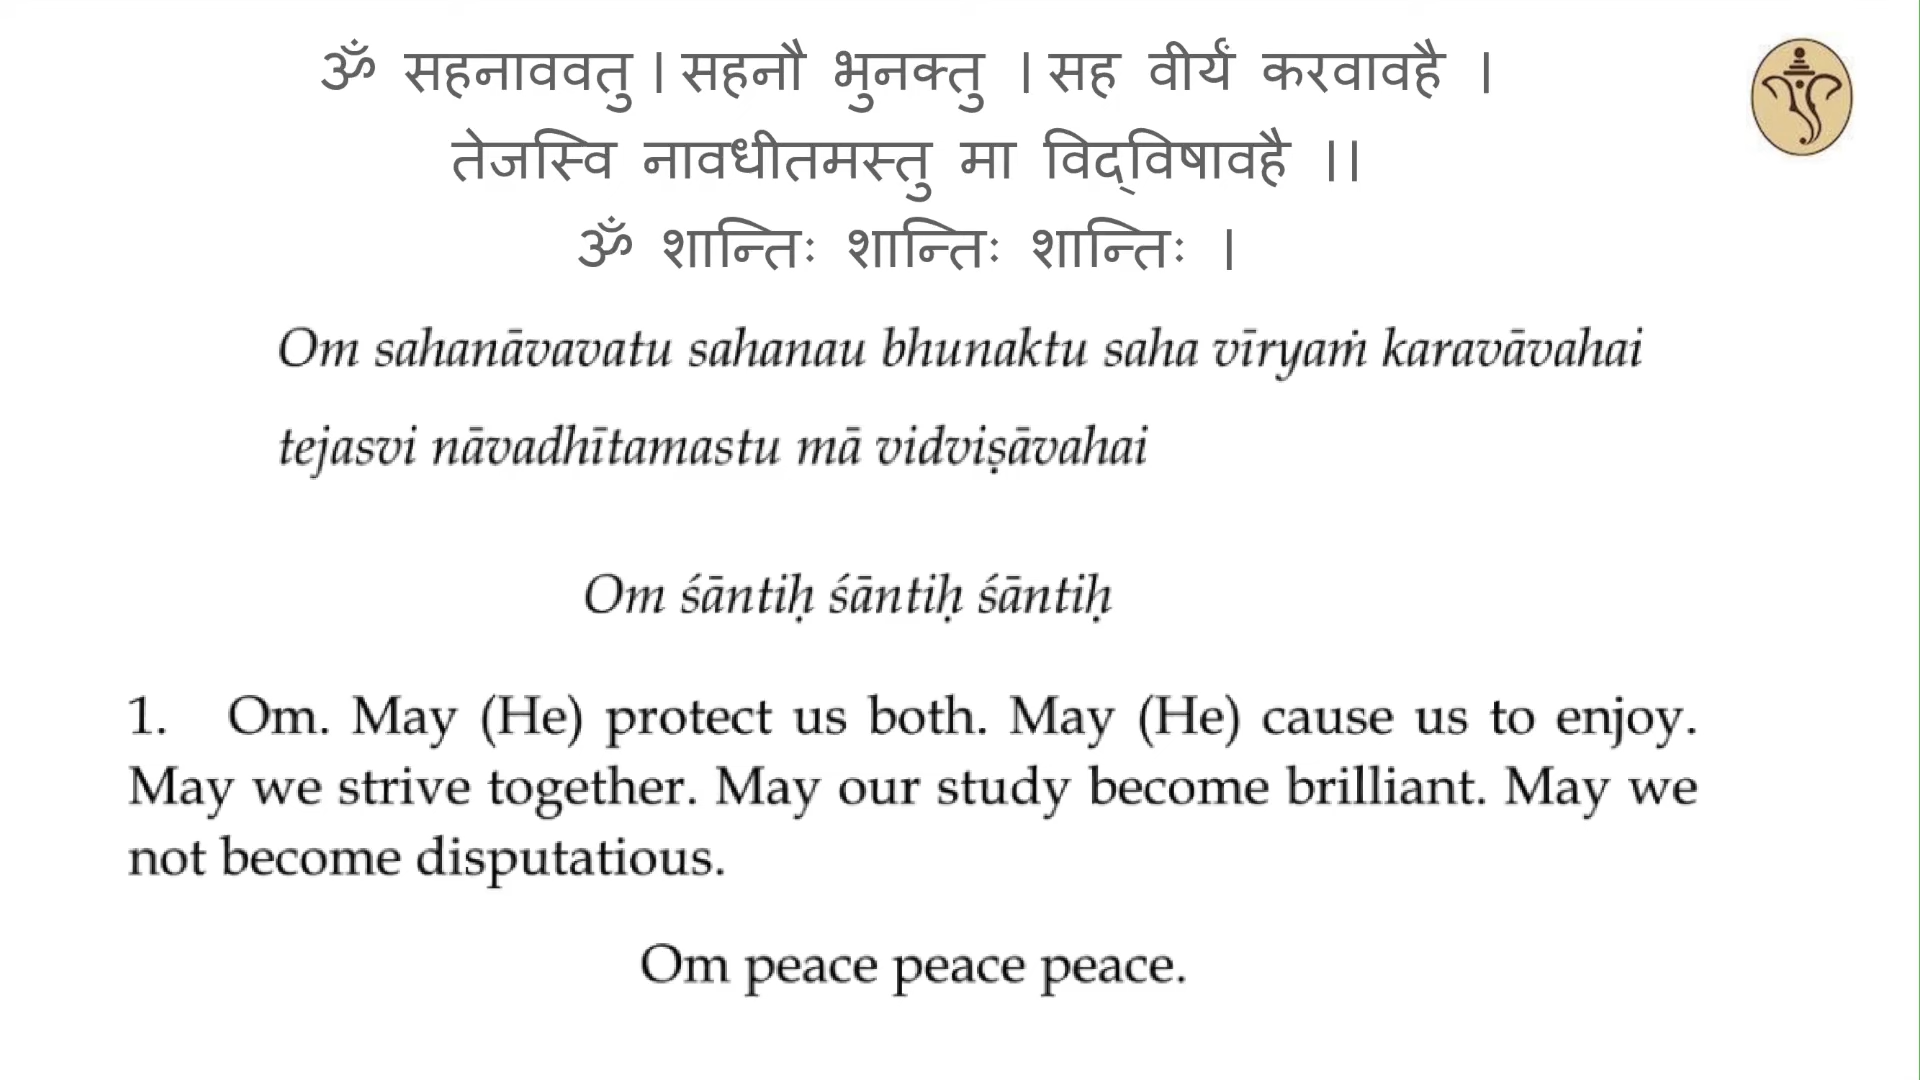 ॐ सहनाववतु । सहनौ भुनक्तु । सह वीर्यं करवावहै ।
तेजस्वि नावधीतमस्तु मा विद्‌विषावहै ।।
ॐ शान्तिः शान्तिः शान्तिः ।
Om sahanāvavatu sahanau bhunaktu saha vīryaṁ karavāvahai
tejasvi nāvadhītamastu mā vidviṣāvahai
Om śāntiḥ śāntiḥ śāntiḥ
1. Om. May (He) protect us both. May (He) cause us to enjoy.
May we strive together. May our study become brilliant. May we
not become disputatious.
Om peace peace peace.